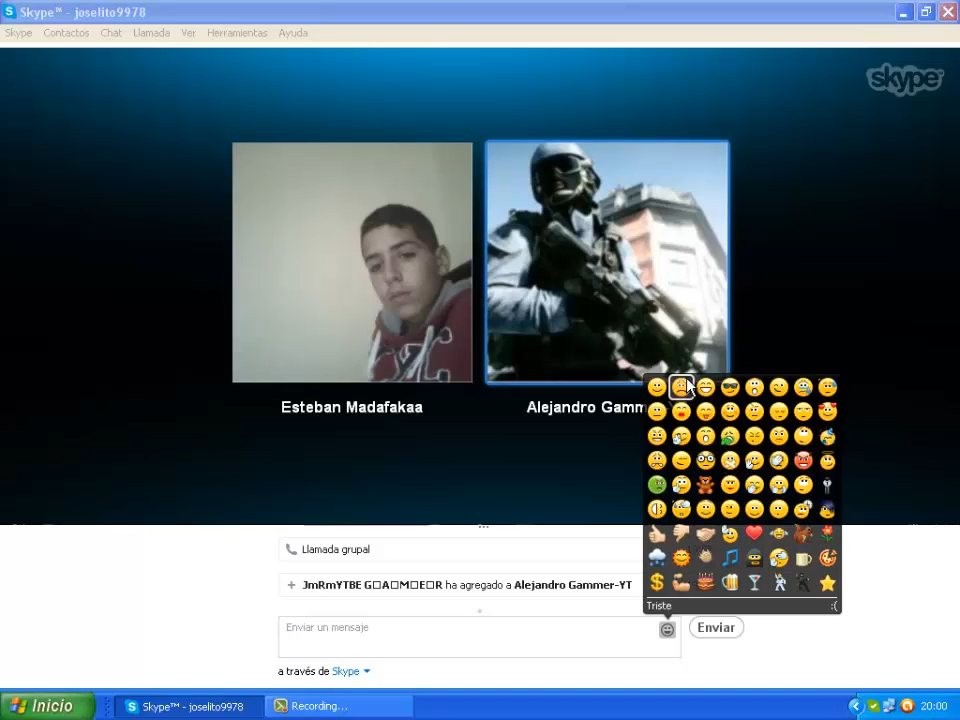 Skype™ - joselito9978
Skype Contactos Chat Llamada Ver Herramientas Ayuda
skype
Esteban Madafakaa
Alejandro Gamm
Llamada grupal
JmRmYTBE G□A□M□E□R ha agregado a Alejandro Gammer-YT
Triste :(
Enviar un mensaje
Enviar
a través de Skype
Inicio
Skype™ - joselito9978
Recording...
20:00